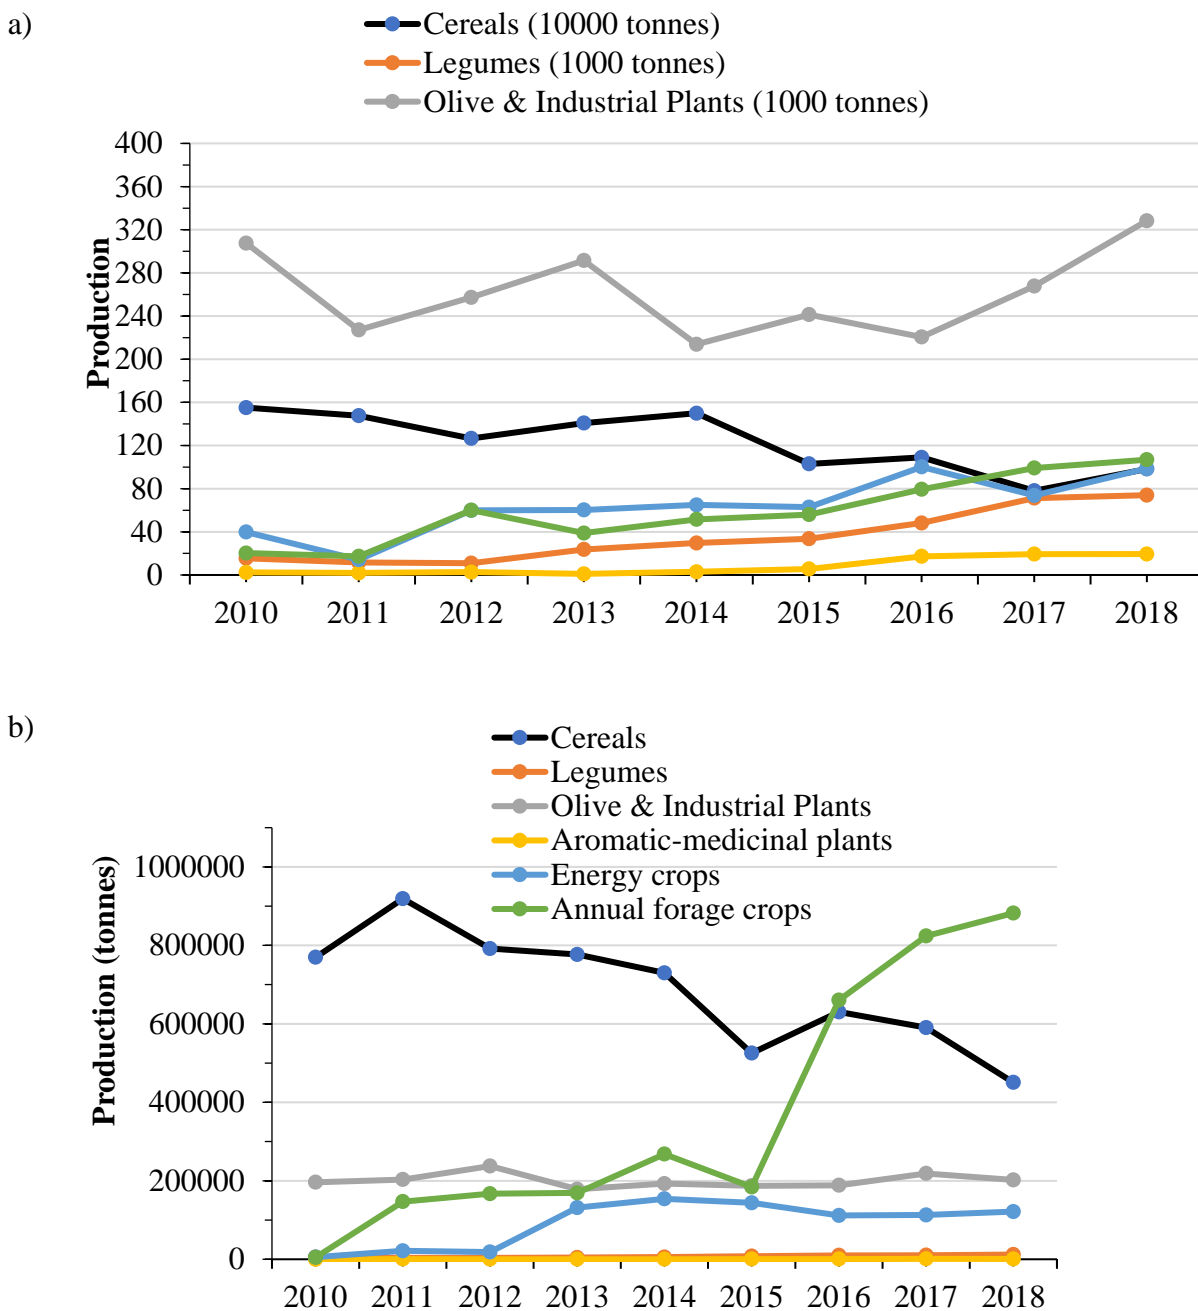 a)
Cereals (10000 tonnes)
Legumes (1000 tonnes)
Olive & Industrial Plants (1000 tonnes)
Production
400
360
320
280
240
200
160
120
80
40
0
2010 2011 2012 2013 2014 2015 2016 2017 2018
b)
Cereals
Legumes
Olive & Industrial Plants
Aromatic-medicinal plants
Energy crops
Annual forage crops
Production (tonnes)
1000000
800000
600000
400000
200000
0
2010 2011 2012 2013 2014 2015 2016 2017 2018